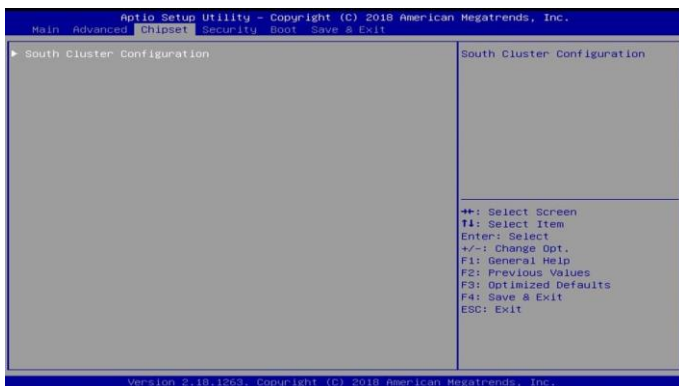 Aptio Setup Utility – Copyright (C) 2018 American Megatrends, Inc.
Main Advanced Chipset Security Boot Save & Exit
▶ South Cluster Configuration
South Cluster Configuration
→←: Select Screen
↑↓: Select Item
Enter: Select
+/-: Change Opt.
F1: General Help
F2: Previous Values
F3: Optimized Defaults
F4: Save & Exit
ESC: Exit
Version 2.18.1263. Copyright (C) 2018 American Megatrends, Inc.